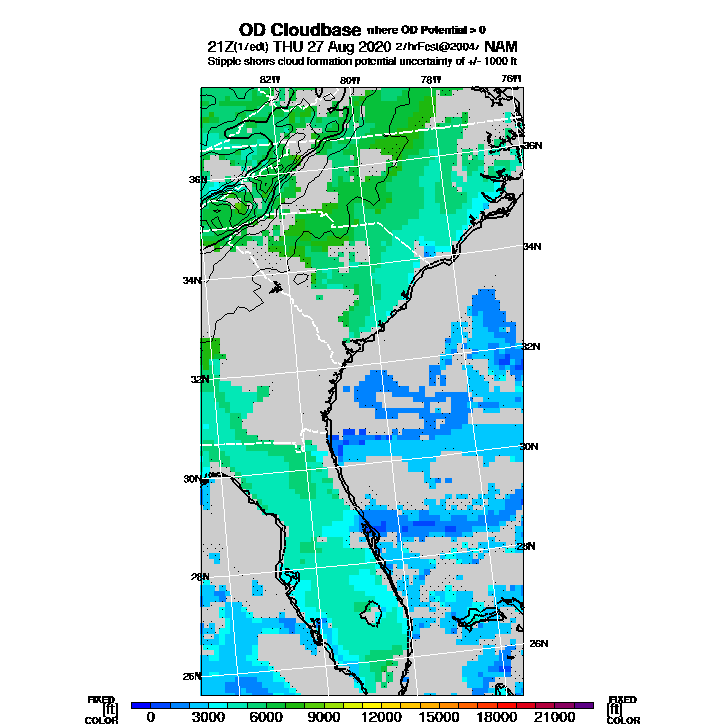 OD Cloudbase where OD Potential > 0
21Z(17edt) THU 27 Aug 2020 27hrFcst@2004z NAM
Stipple shows cloud formation potential uncertainty of +/- 1000 ft
82W 80W 78W 76W
36N
36N
34N
34N
32N
32N
30N
30N
28N
28N
26N
26N
FIXED FIXED
[ft] [ft]
COLOR 0 3000 6000 9000 12000 15000 18000 21000 COLOR